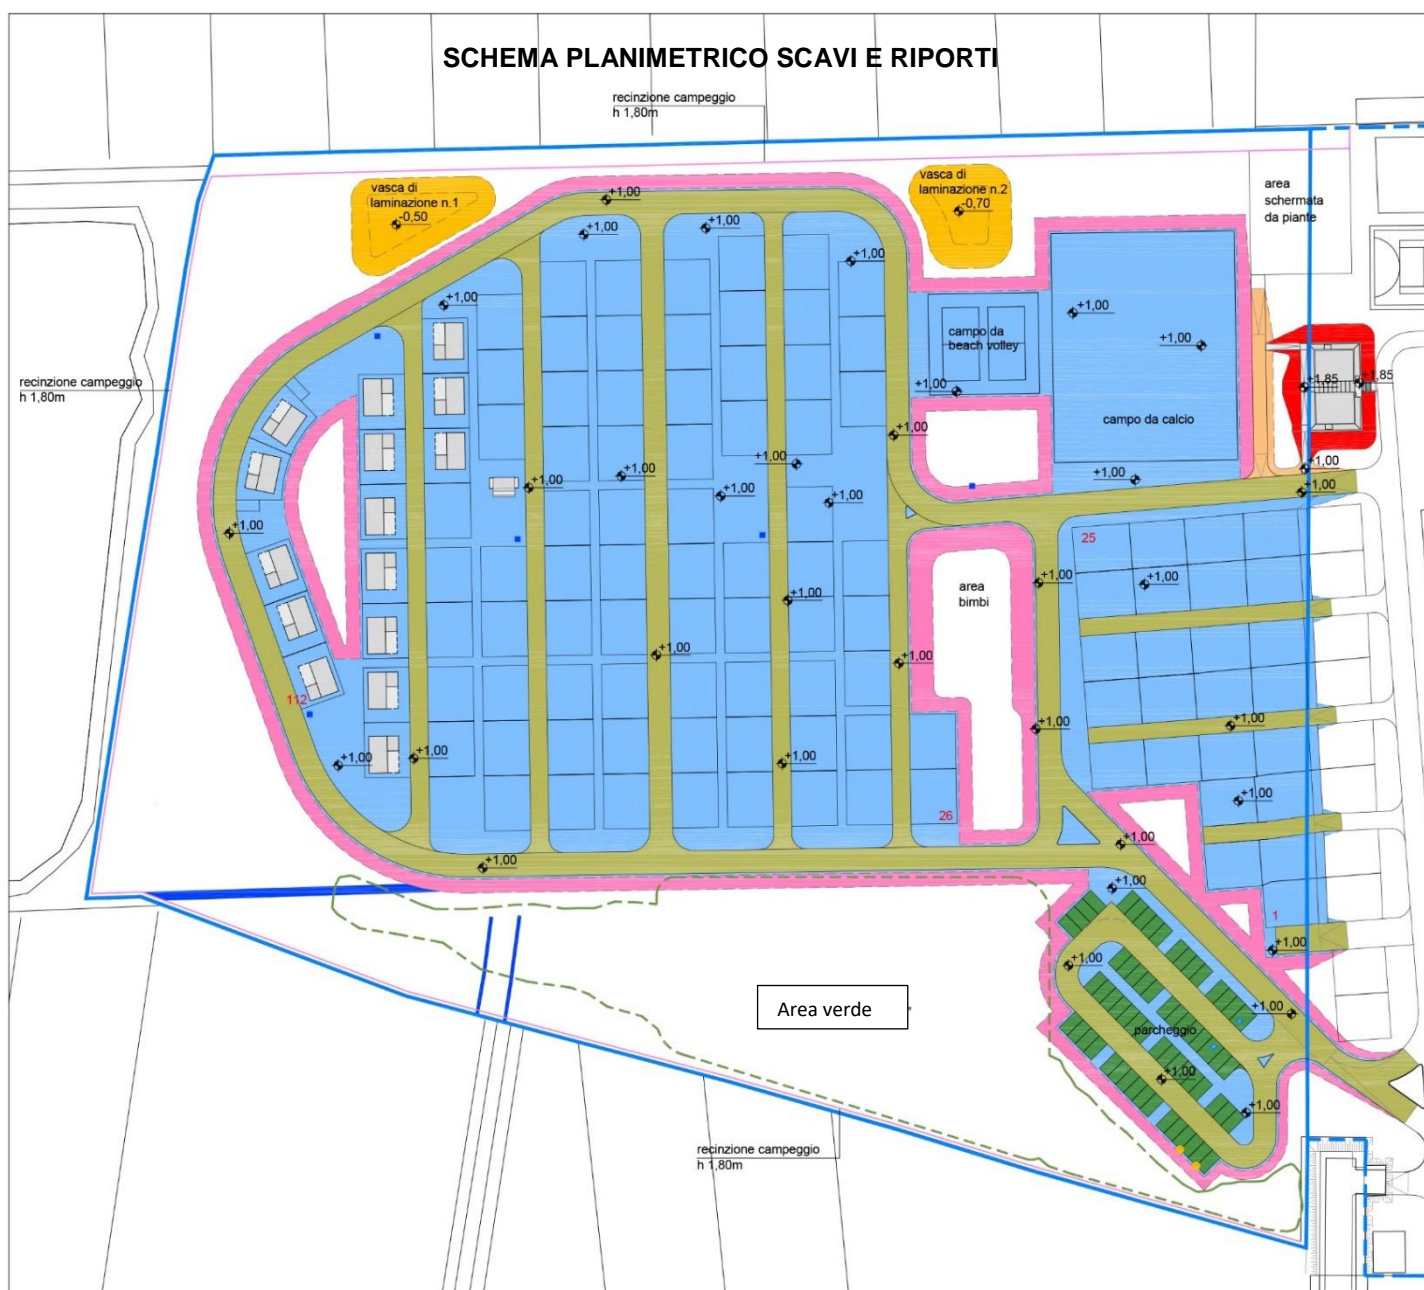 SCHEMA PLANIMETRICO SCAVI E RIPORTI
recinzione campeggio
h 1,80m
vasca di
laminazione n.1
-0,50
+1,00
vasca di
laminazione n.2
-0,70
area
schermata
da piante
+1,00
+1,00
+1,00
+1,00
+1,00
+1,00
campo da
beach volley
+1,00
recinzione campeggio
h 1,80m
+1,85
+1,85
+1,00
campo da calcio
+1,00
+1,00
+1,00
+1,00
+1,00
+1,00
+1,00
+1,00
+1,00
+1,00
+1,00
25
+1,00
+1,00
area
bimbi
+1,00
+1,00
+1,00
112
+1,00
+1,00
+1,00
+1,00
+1,00
+1,00
26
+1,00
+1,00
+1,00
1
+1,00
+1,00
Area verde
+1,00
parcheggio
+1,00
+1,00
recinzione campeggio
h 1,80m